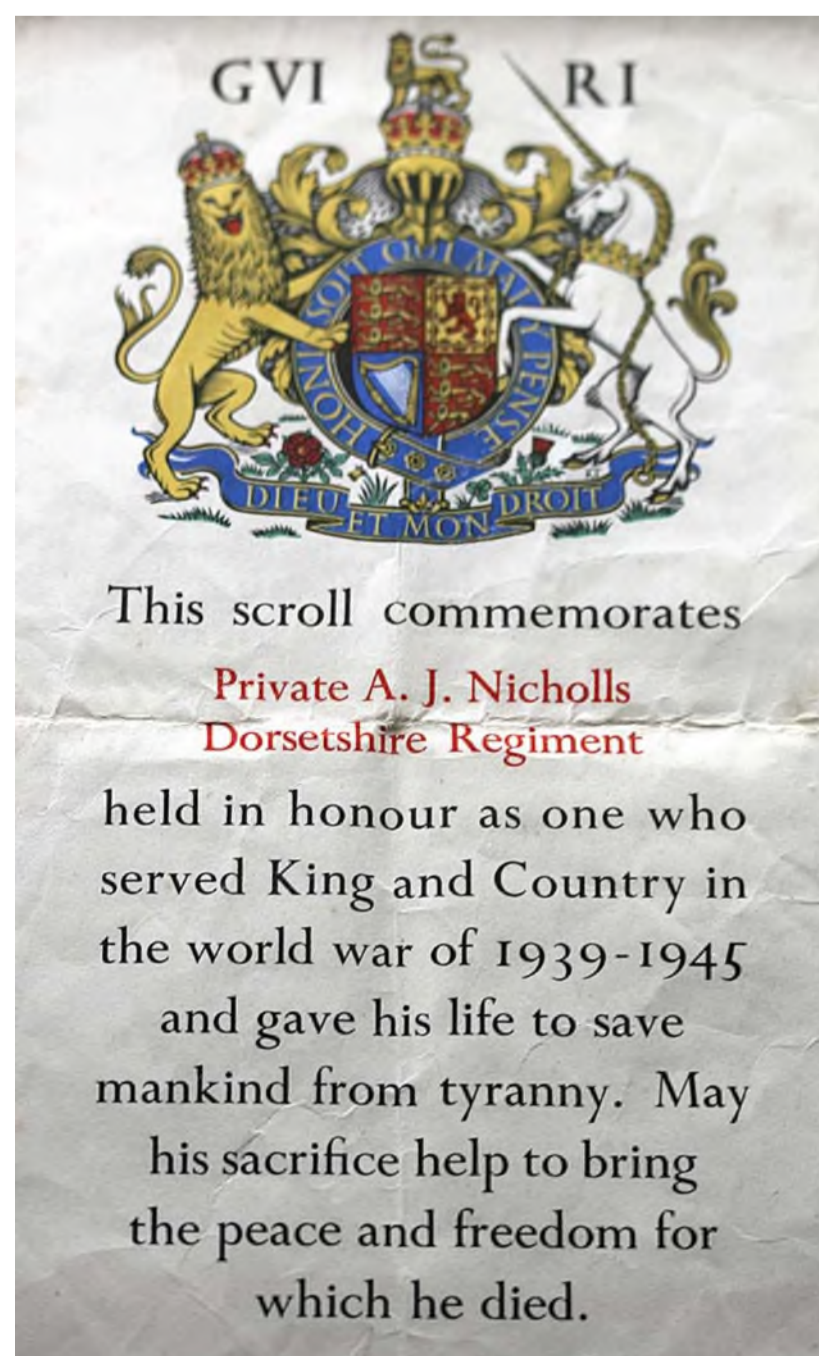 GVI RI
HONI SOIT QUI MAL Y PENSE
DIEU ET MON DROIT
This scroll commemorates
Private A. J. Nicholls
Dorsetshire Regiment
held in honour as one who
served King and Country in
the world war of 1939-1945
and gave his life to save
mankind from tyranny. May
his sacrifice help to bring
the peace and freedom for
which he died.